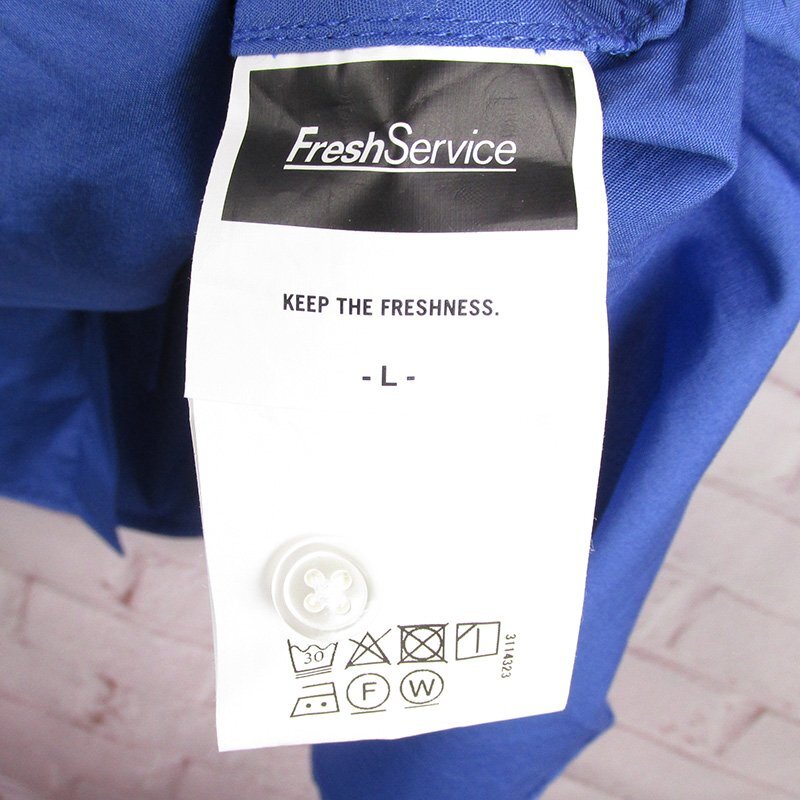 FreshService
KEEP THE FRESHNESS.
- L -
30
3114323
F W